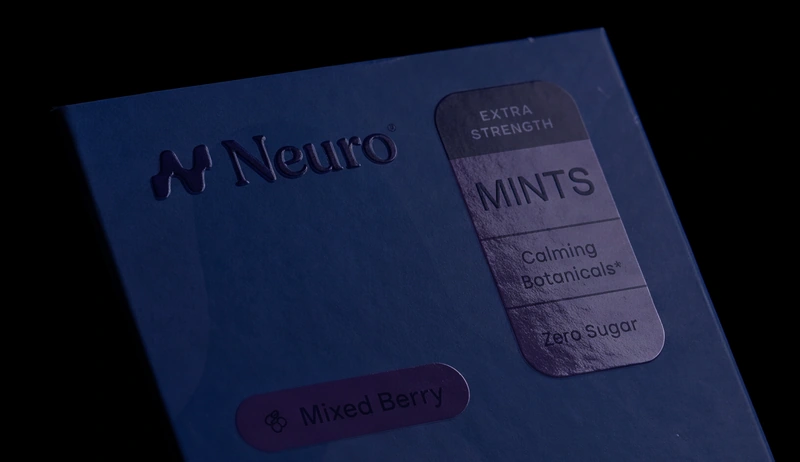 Neuro®
EXTRA
STRENGTH
MINTS
Calming
Botanicals*
Zero Sugar
Mixed Berry